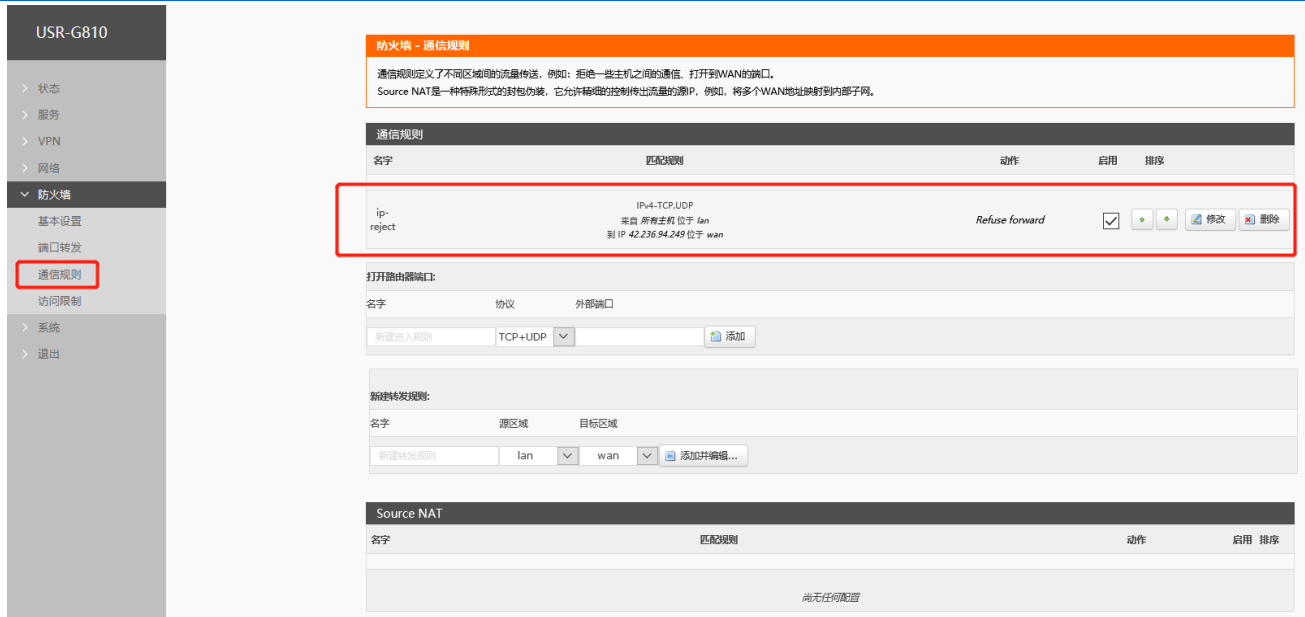 USR-G810
状态
服务
VPN
网络
防火墙
基本设置
端口转发
通信规则
访问限制
系统
退出
防火墙 - 通信规则
通信规则定义了不同区域间的流量传送，例如：拒绝一些主机之间的通信、打开到WAN的端口。
Source NAT是一种特殊形式的封包伪装，它允许精细的控制传出流量的源IP，例如，将多个WAN地址映射到内部子网。
通信规则
名字 匹配规则 动作 启用 排序
ip-
reject
IPv4-TCP,UDP
来自 所有主机 位于 lan
到 IP 42.236.94.249 位于 wan
Refuse forward
修改 删除
打开路由器端口:
名字 协议 外部端口
新建进入规则 TCP+UDP 添加
新建转发规则:
名字 源区域 目标区域
新建转发规则 lan wan 添加并编辑...
Source NAT
名字 匹配规则 动作 启用 排序
尚无任何配置